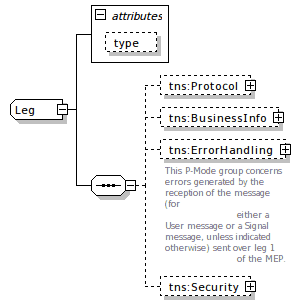 attributes
type
Leg
tns:Protocol
tns:BusinessInfo
tns:ErrorHandling
This P-Mode group concerns
errors generated by the
reception of the message
(for
either a
User message or a Signal
message, unless indicated
otherwise) sent over leg 1
of the MEP.
tns:Security